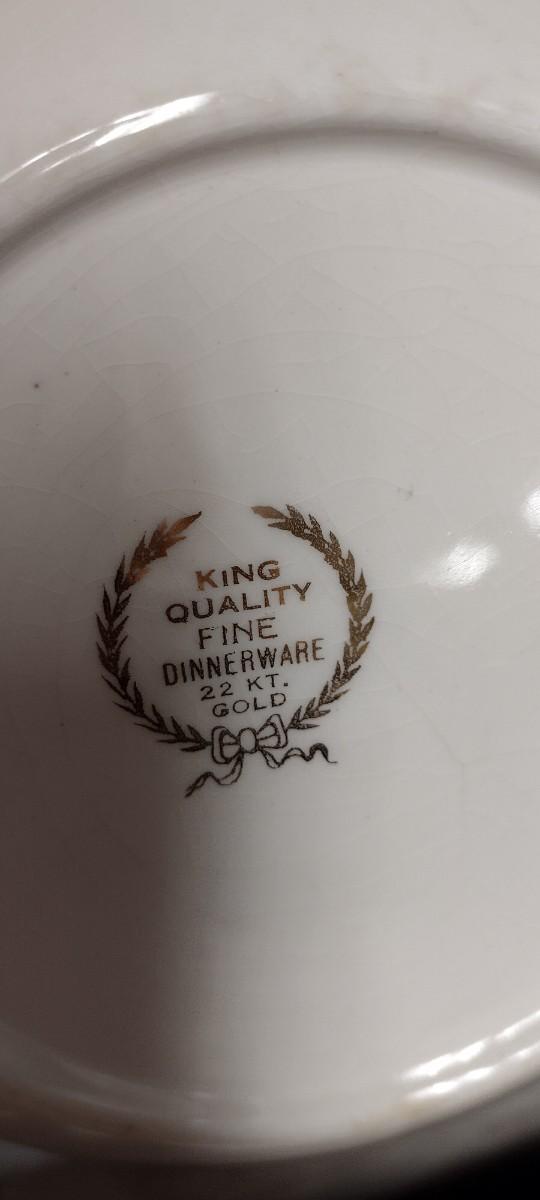 KING
QUALITY
FINE
DINNERWARE
22 KT.
GOLD